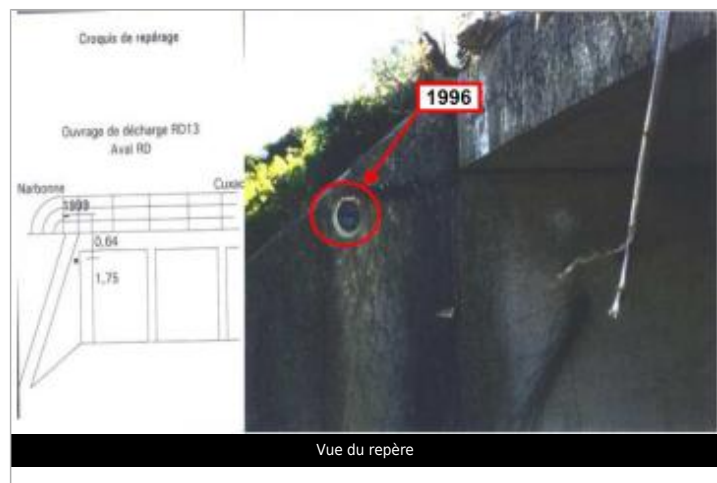 Croquis de repérage
Ouvrage de décharge RD13
Aval RD
Narbonne
1999
0,64
1,75
1996
Vue du repère